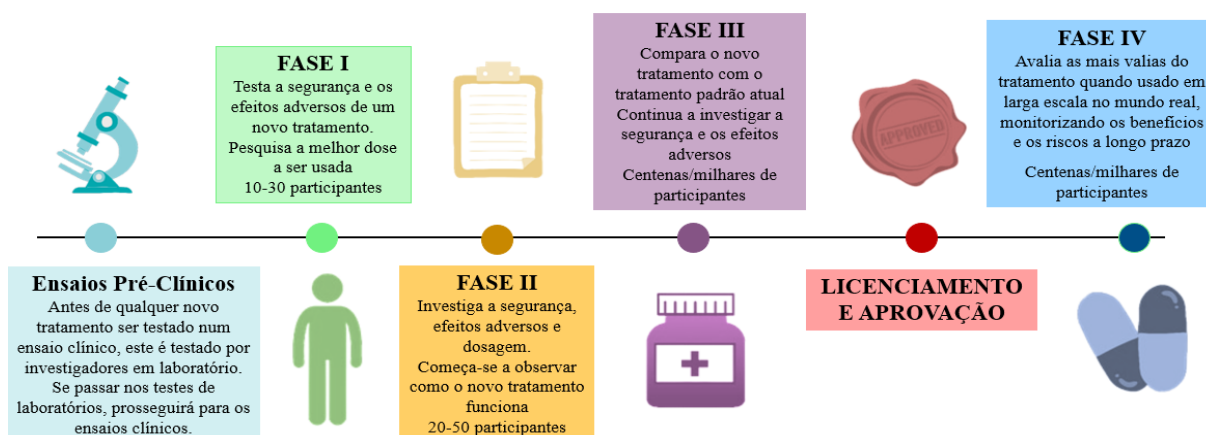 Ensaios Pré-Clínicos
Antes de qualquer novo
tratamento ser testado num
ensaio clínico, este é testado por
investigadores em laboratório.
Se passar nos testes de
laboratórios, prosseguirá para os
ensaios clínicos.
FASE I
Testa a segurança e os
efeitos adversos de um
novo tratamento.
Pesquisa a melhor dose
a ser usada
10-30 participantes
FASE II
Investiga a segurança,
efeitos adversos e
dosagem.
Começa-se a observar
como o novo tratamento
funciona
20-50 participantes
FASE III
Compara o novo
tratamento com o
tratamento padrão atual
Continua a investigar a
segurança e os efeitos
adversos
Centenas/milhares de
participantes
APPROVED
LICENCIAMENTO
E APROVAÇÃO
FASE IV
Avalia as mais valias do
tratamento quando usado em
larga escala no mundo real,
monitorizando os benefícios
e os riscos a longo prazo
Centenas/milhares de
participantes